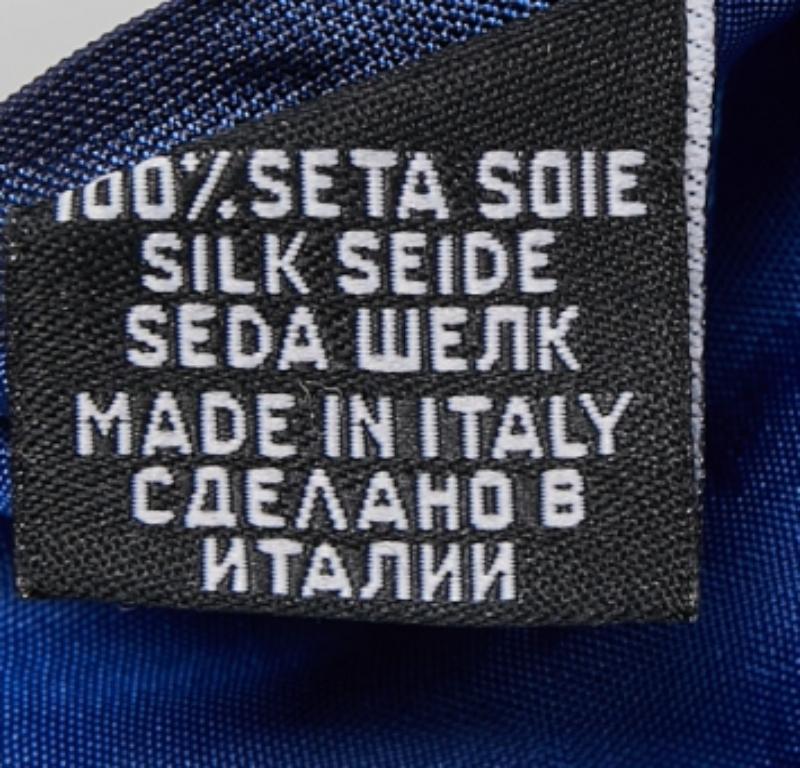 100% SETA SOIE
SILK SEIDE
SEDA ШЕЛК
MADE IN ITALY
СДЕЛАНО В
ИТАЛИИ